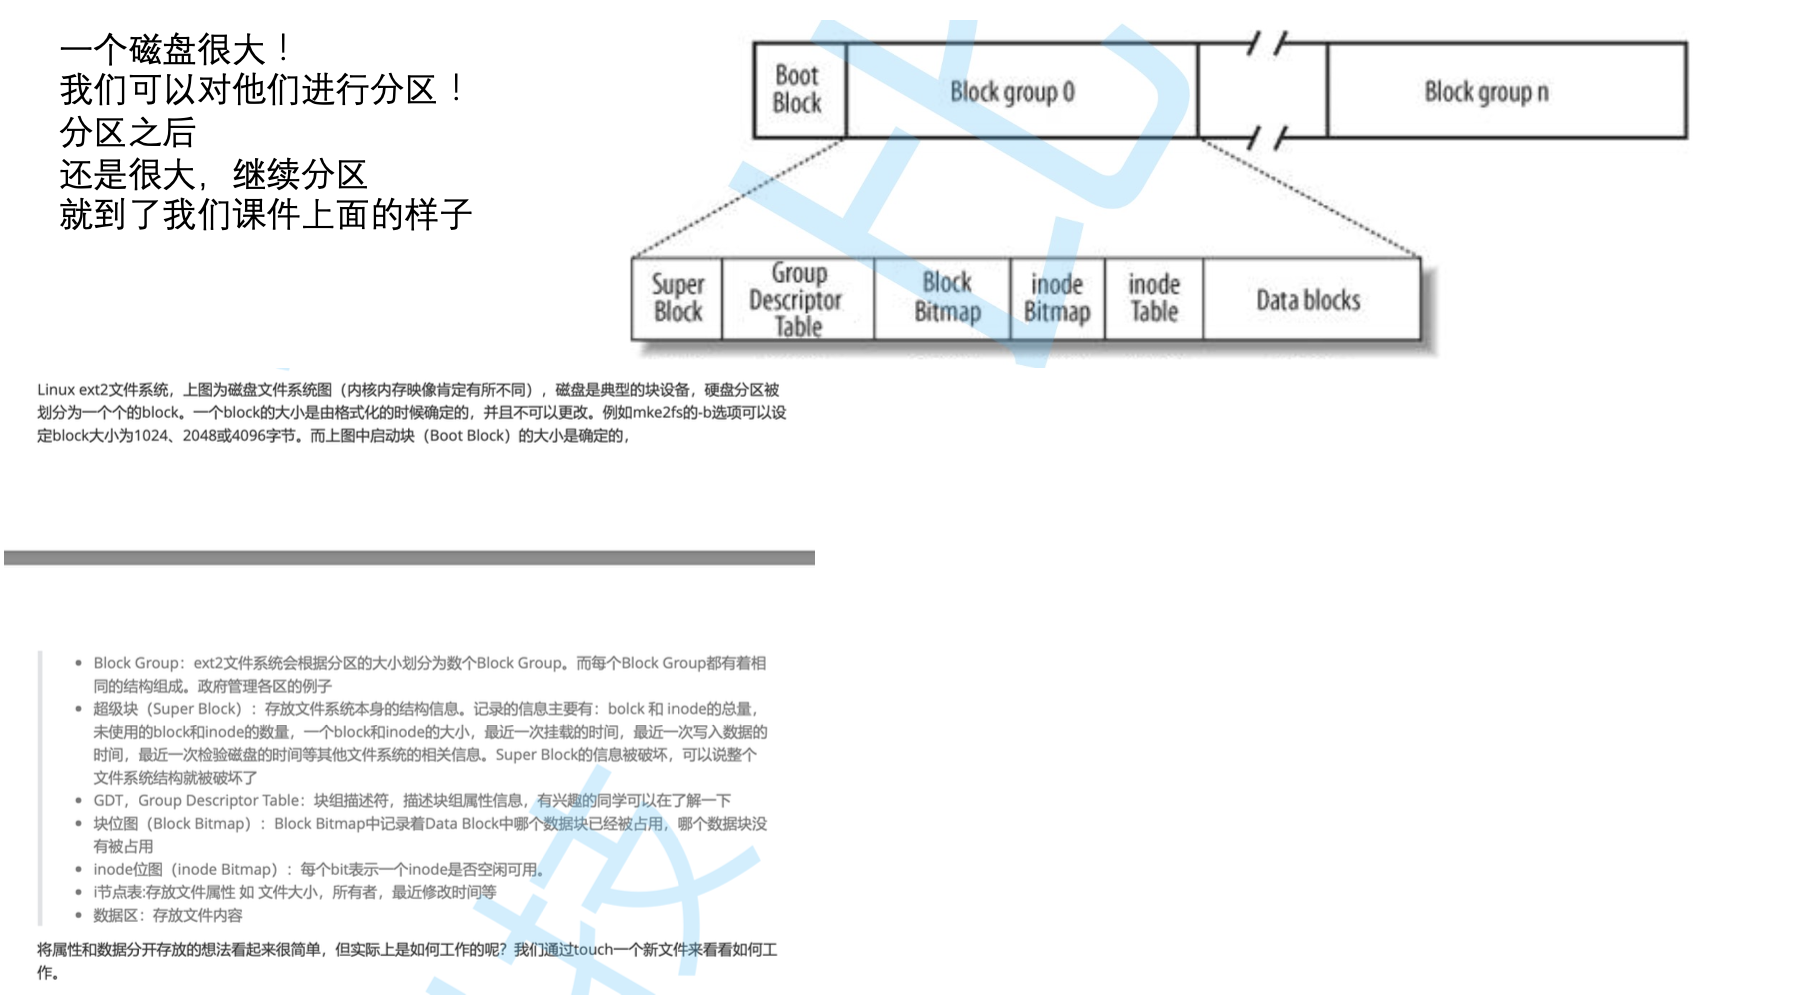 一个磁盘很大！
我们可以对他们进行分区！
分区之后
还是很大，继续分区
就到了我们课件上面的样子
Boot
Block
Block group 0
Block group n
Super
Block
Group
Descriptor
Table
Block
Bitmap
inode
Bitmap
inode
Table
Data blocks
Linux ext2文件系统，上图为磁盘文件系统图（内核内存映像肯定有所不同），磁盘是典型的块设备，硬盘分区被
划分为一个个的block。一个block的大小是由格式化的时候确定的，并且不可以更改。例如mke2fs的-b选项可以设
定block大小为1024、2048或4096字节。而上图中启动块（Boot Block）的大小是确定的，
Block Group：ext2文件系统会根据分区的大小划分为数个Block Group。而每个Block Group都有着相
同的结构组成。政府管理各区的例子
超级块（Super Block）：存放文件系统本身的结构信息。记录的信息主要有：bolck 和 inode的总量，
未使用的block和inode的数量，一个block和inode的大小，最近一次挂载的时间，最近一次写入数据的
时间，最近一次检验磁盘的时间等其他文件系统的相关信息。Super Block的信息被破坏，可以说整个
文件系统结构就被破坏了
GDT，Group Descriptor Table：块组描述符，描述块组属性信息，有兴趣的同学可以在了解一下
块位图（Block Bitmap）：Block Bitmap中记录着Data Block中哪个数据块已经被占用，哪个数据块没
有被占用
inode位图（inode Bitmap）：每个bit表示一个inode是否空闲可用。
i节点表:存放文件属性 如 文件大小，所有者，最近修改时间等
数据区：存放文件内容
将属性和数据分开存放的想法看起来很简单，但实际上是如何工作的呢？我们通过touch一个新文件来看看如何工
作。